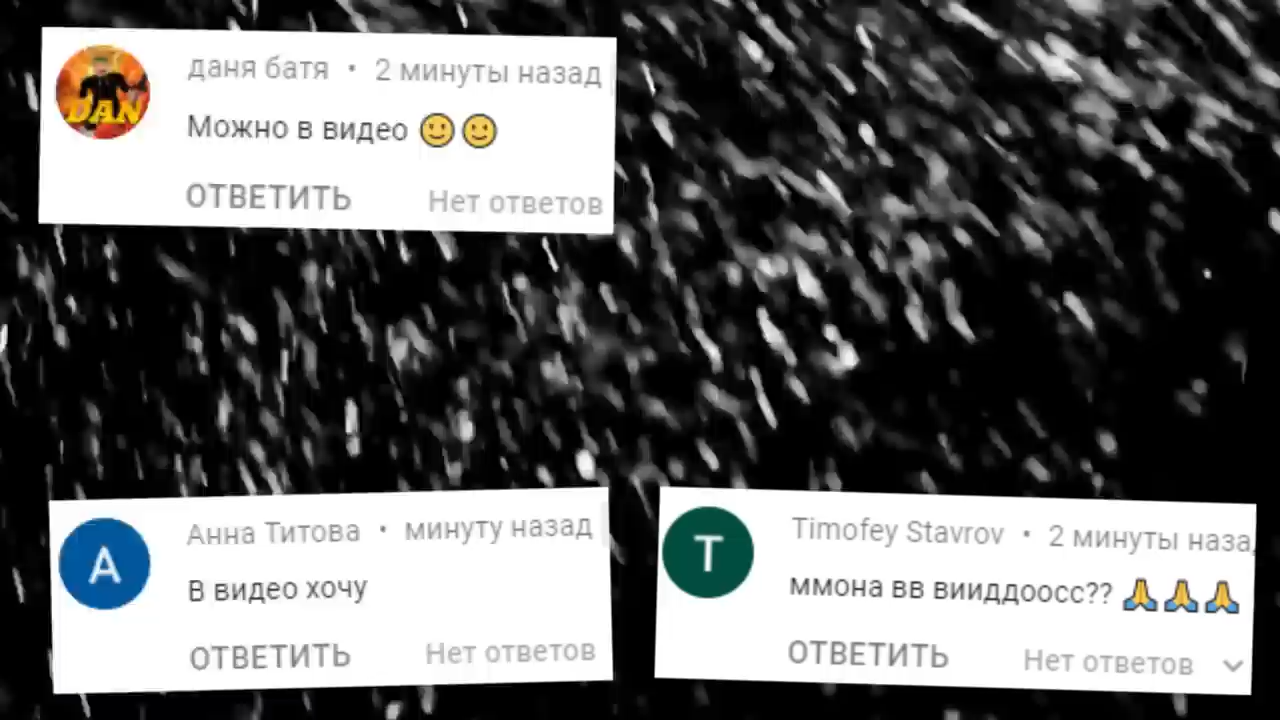 даня батя • 2 минуты назад
DAN
Можно в видео 🙂🙂
ОТВЕТИТЬ Нет ответов
Анна Титова • минуту назад
А
В видео хочу
ОТВЕТИТЬ Нет ответов
Timofey Stavrov • 2 минуты наза
T
ммона вв вииддоосс?? 🙏🙏🙏
ОТВЕТИТЬ Нет ответов